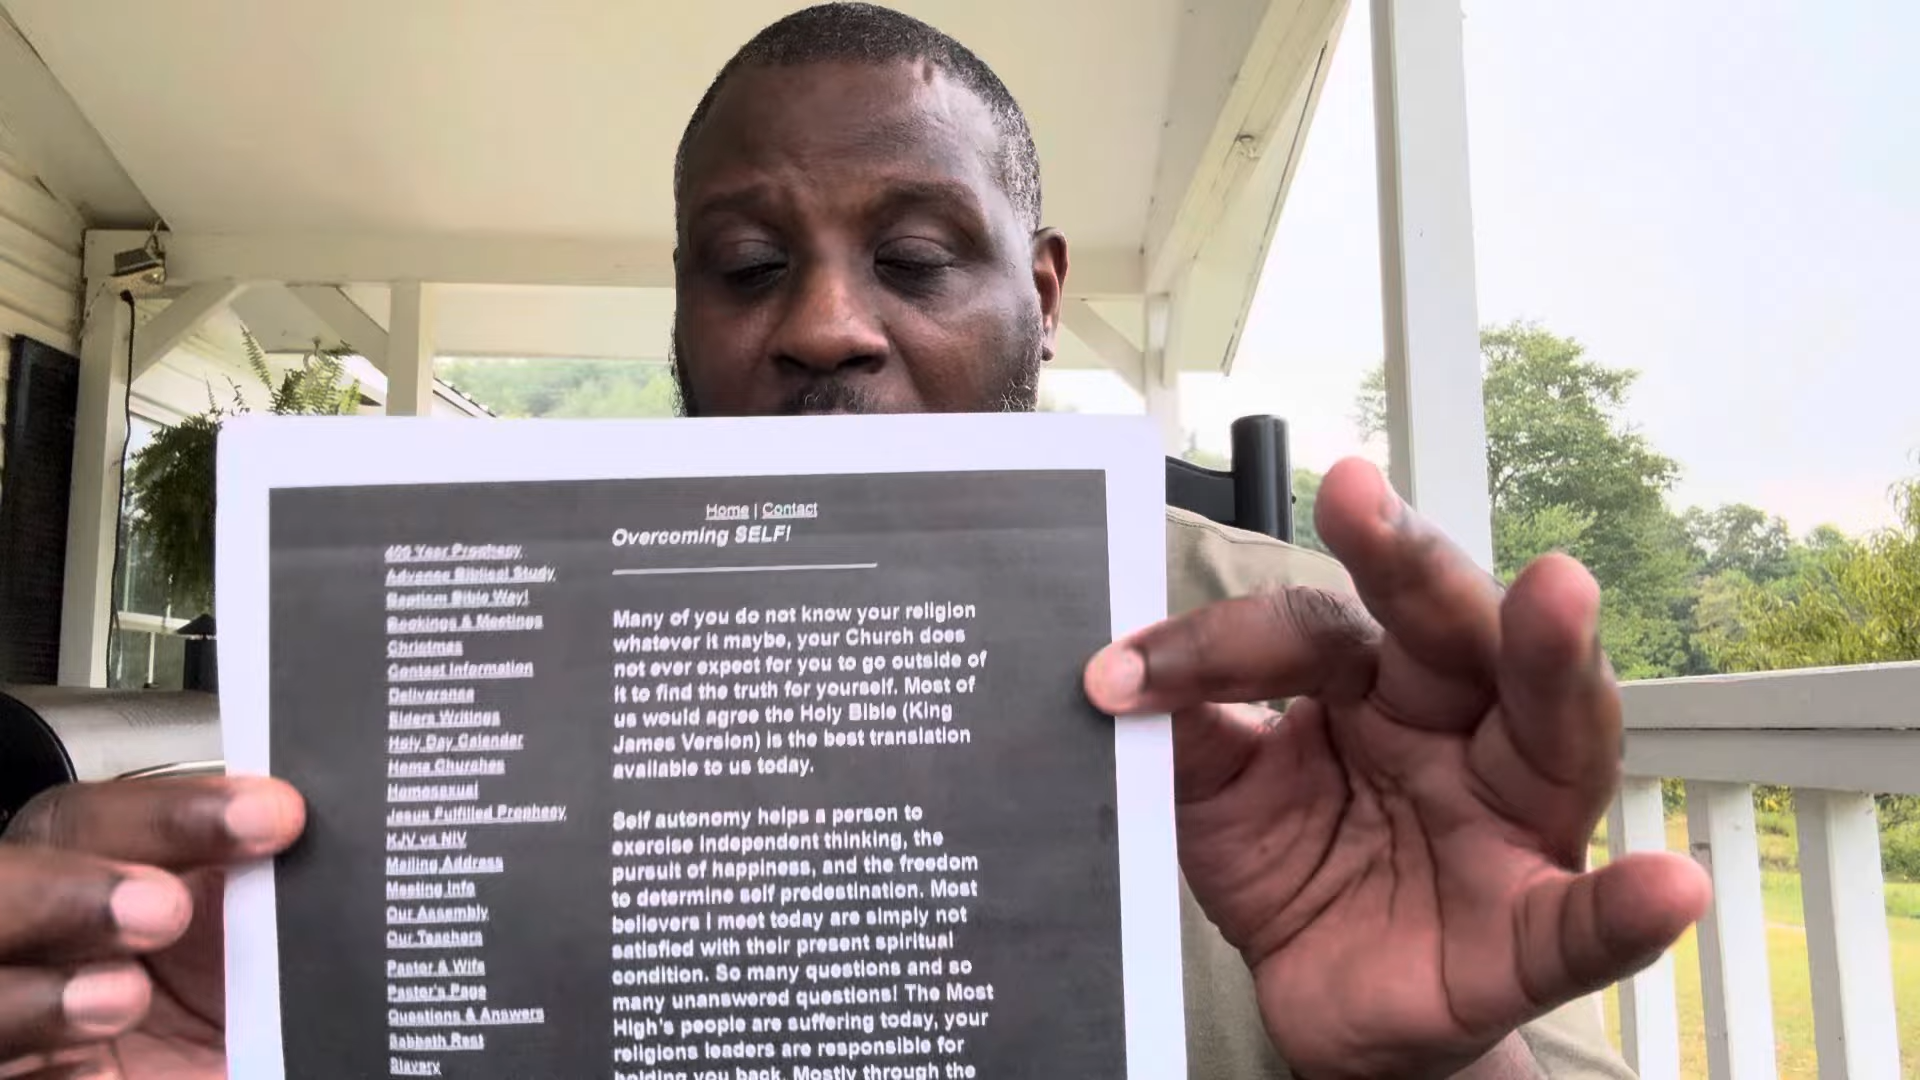 Home | Contact
Overcoming SELF!
400 Year Prophecy
Advanse Biblical Study
Baptism Bible Way!
Bookings & Meetings
Christmas
Contact Information
Deliverance
Elders Writings
Holy Day Calender
Home Churches
Homosexual
Jesus Fulfilled Prophecy
KJV vs NIV
Mailing Address
Meeting Info
Our Assembly
Our Teachers
Pastor & Wife
Pastor's Page
Questions & Answers
Sabbath Rest
Slavery
Many of you do not know your religion
whatever it maybe, your Church does
not ever expect for you to go outside of
it to find the truth for yourself. Most of
us would agree the Holy Bible (King
James Version) is the best translation
available to us today.
Self autonomy helps a person to
exercise independent thinking, the
pursuit of happiness, and the freedom
to determine self predestination. Most
believers I meet today are simply not
satisfied with their present spiritual
condition. So many questions and so
many unanswered questions! The Most
High's people are suffering today, your
religions leaders are responsible for
holding you back. Mostly through the